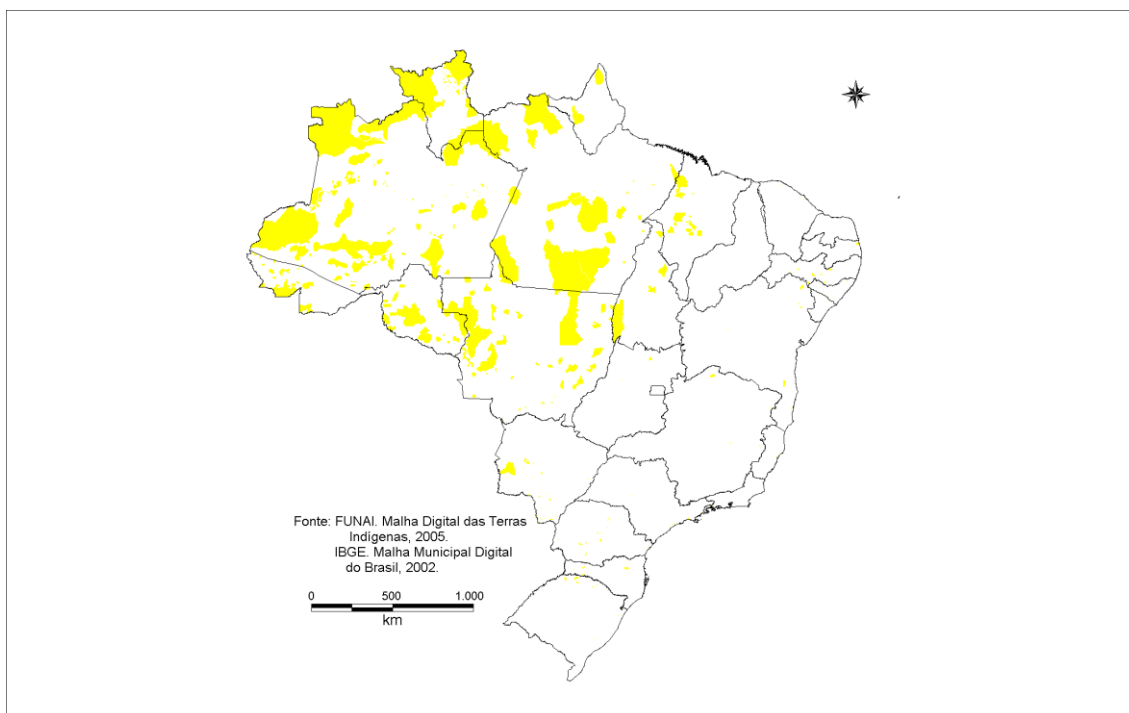 Fonte: FUNAI. Malha Digital das Terras
Indígenas, 2005.
IBGE. Malha Municipal Digital
do Brasil, 2002.
0 500 1.000
km